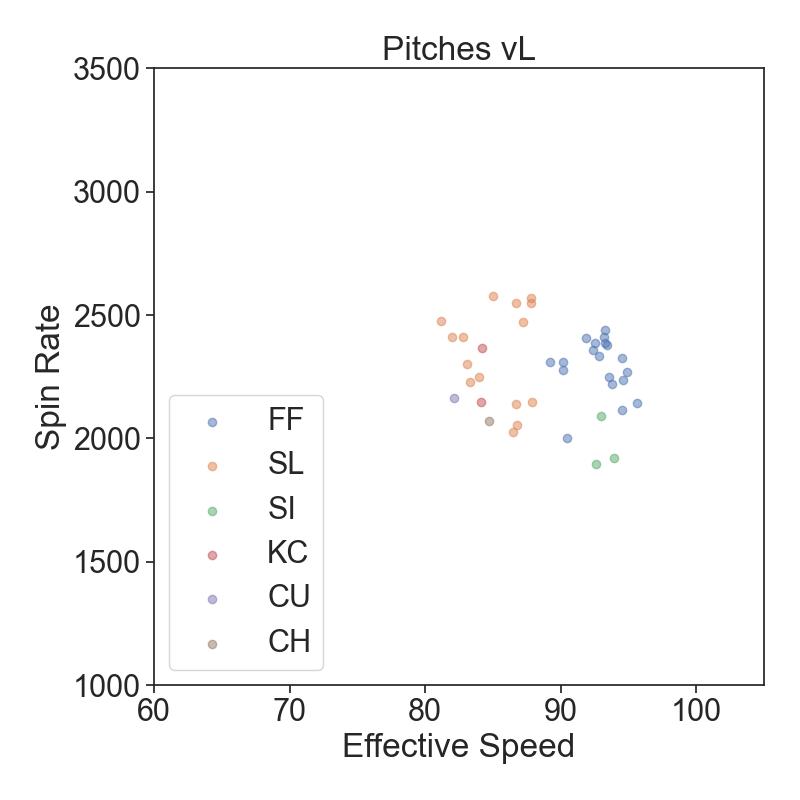 Pitches vL
3500
3000
2500
2000
1500
1000
Spin Rate
FF
SL
SI
KC
CU
CH
60 70 80 90 100
Effective Speed